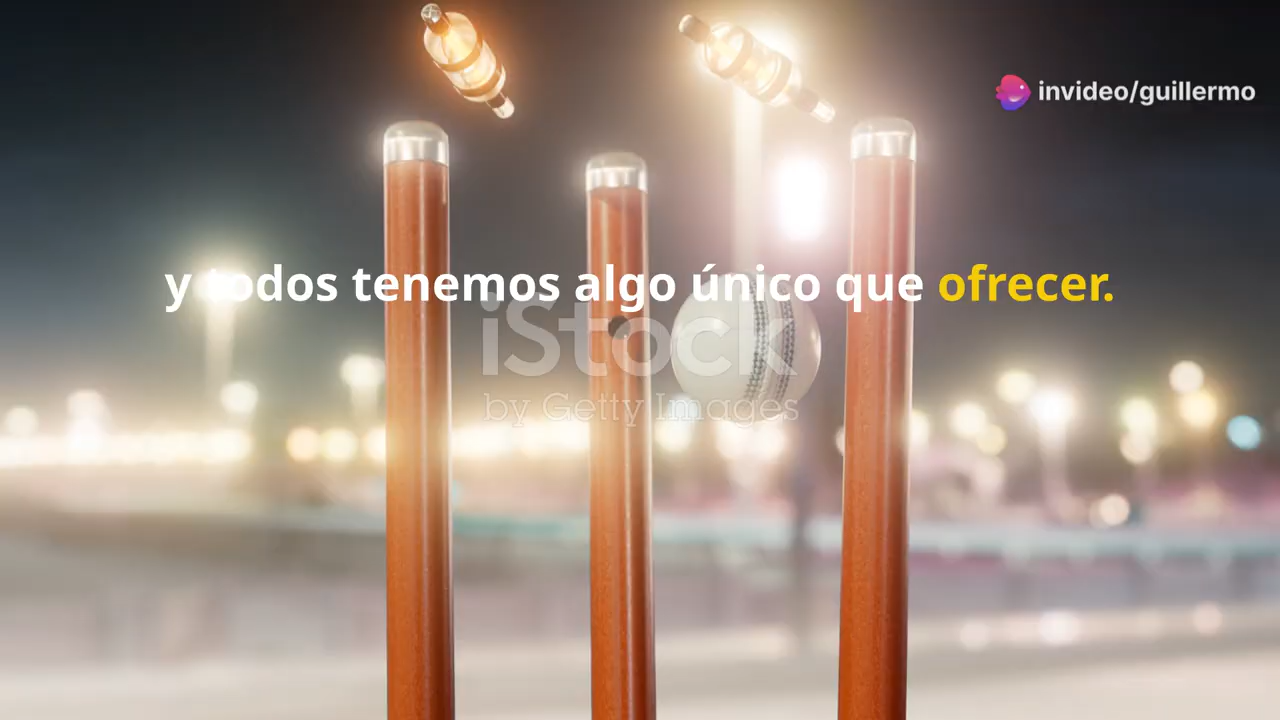 invideo/guillermo
y todos tenemos algo único que ofrecer.
iStock
by Getty Images